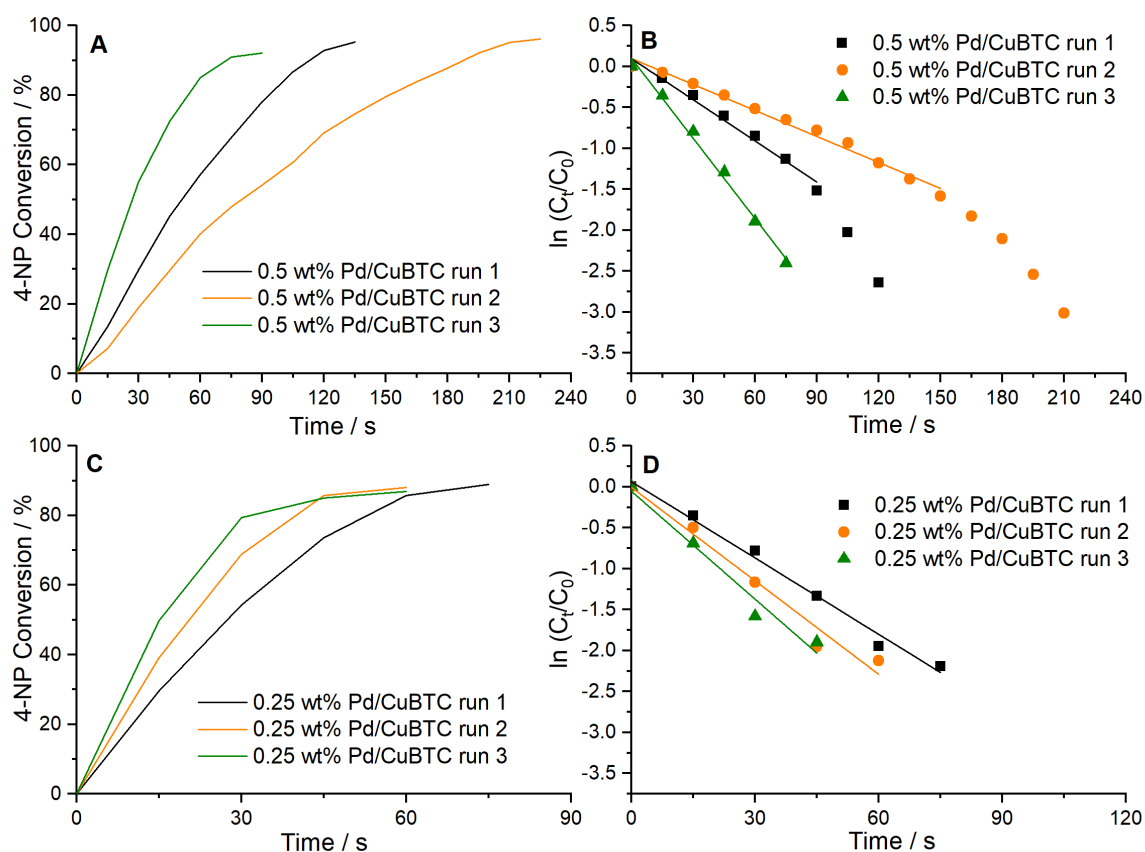 A
4-NP Conversion / %
100
80
60
40
20
0
0.5 wt% Pd/CuBTC run 1
0.5 wt% Pd/CuBTC run 2
0.5 wt% Pd/CuBTC run 3
0 30 60 90 120 150 180 210 240
Time / s
B
ln (Cₜ/C₀)
0.5
0.0
-0.5
-1.0
-1.5
-2.0
-2.5
-3.0
-3.5
0.5 wt% Pd/CuBTC run 1
0.5 wt% Pd/CuBTC run 2
0.5 wt% Pd/CuBTC run 3
0 30 60 90 120 150 180 210 240
Time / s
C
4-NP Conversion / %
100
80
60
40
20
0
0.25 wt% Pd/CuBTC run 1
0.25 wt% Pd/CuBTC run 2
0.25 wt% Pd/CuBTC run 3
0 30 60 90
Time / s
D
ln (Cₜ/C₀)
0.5
0.0
-0.5
-1.0
-1.5
-2.0
-2.5
-3.0
-3.5
0.25 wt% Pd/CuBTC run 1
0.25 wt% Pd/CuBTC run 2
0.25 wt% Pd/CuBTC run 3
0 30 60 90 120
Time / s